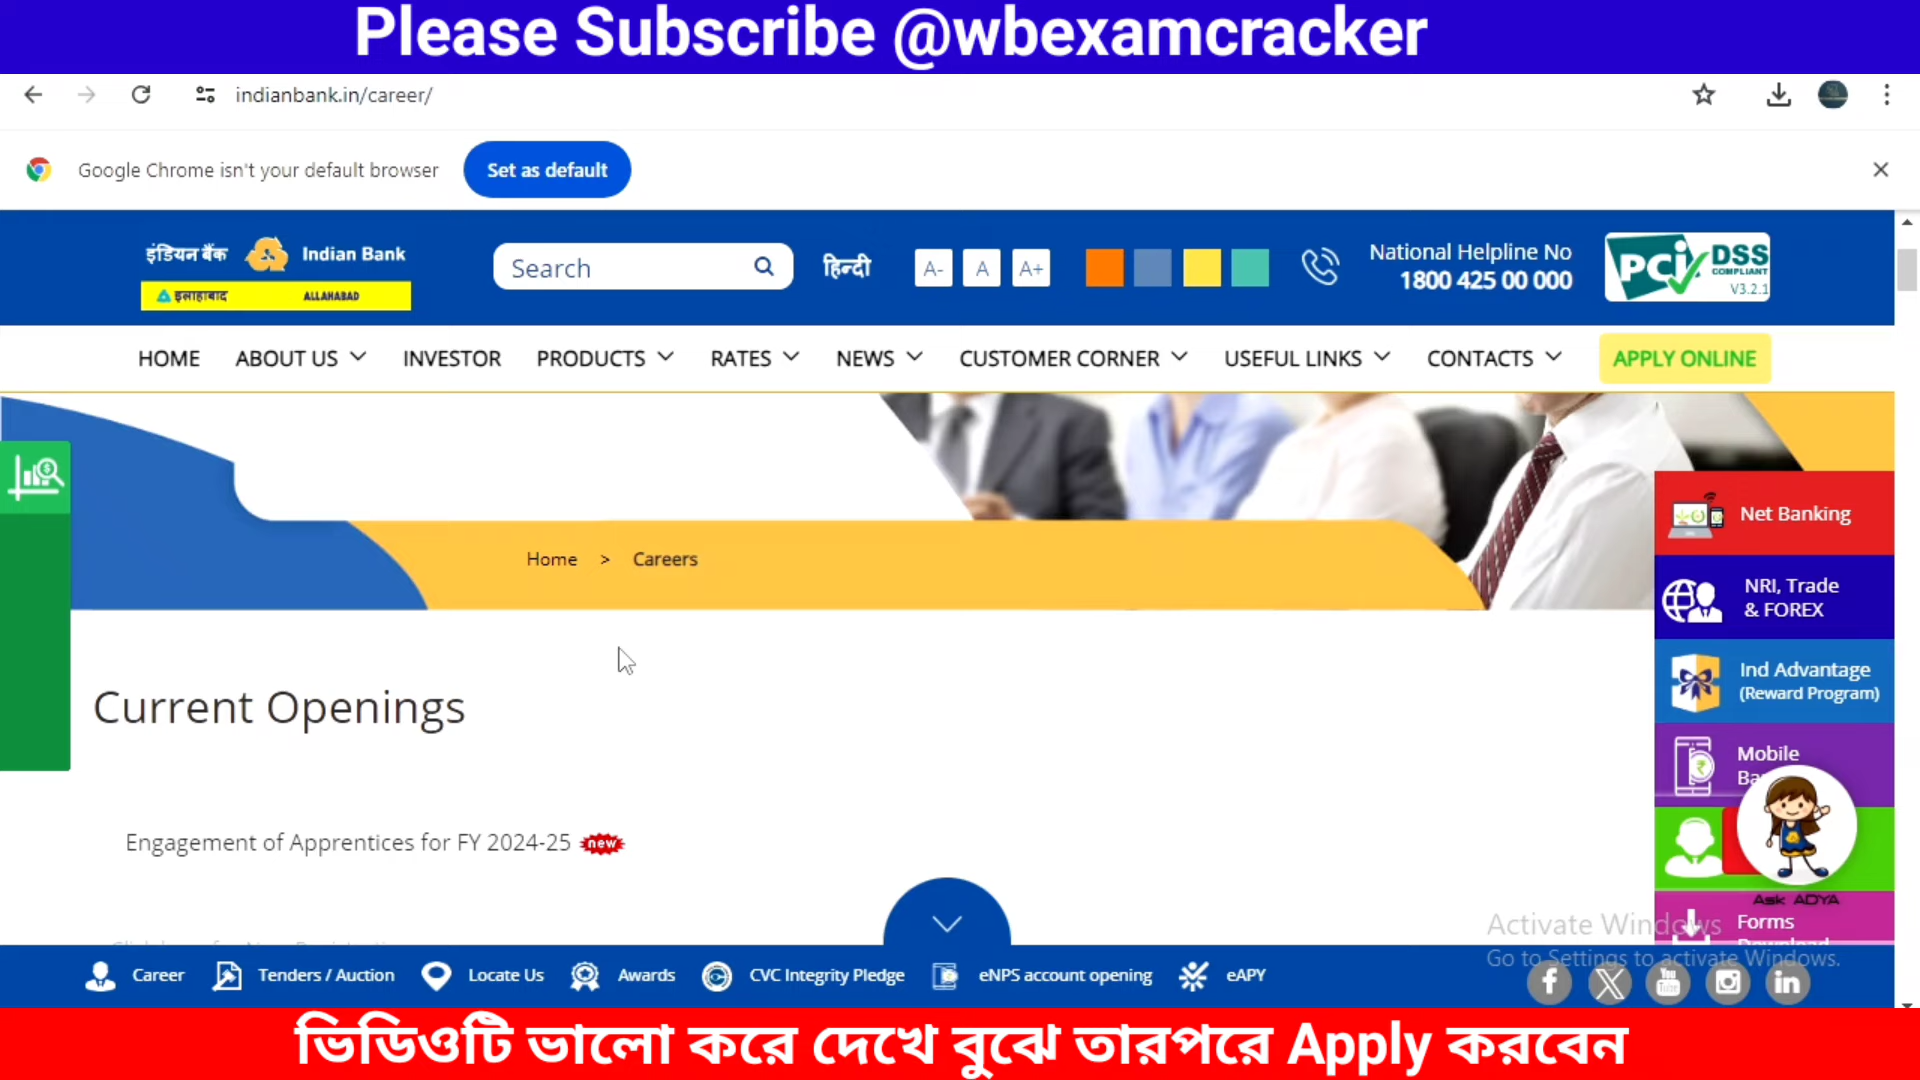 Please Subscribe @wbexamcracker
indianbank.in/career/
Google Chrome isn't your default browser
Set as default
इंडियन बैंक Indian Bank
इलाहाबाद ALLAHABAD
Search
हिन्दी
A- A A+
National Helpline No
1800 425 00 000
PCI DSS
COMPLIANT
V3.2.1
HOME ABOUT US INVESTOR PRODUCTS RATES NEWS CUSTOMER CORNER USEFUL LINKS CONTACTS APPLY ONLINE
Home > Careers
Net Banking
NRI, Trade
& FOREX
Ind Advantage
(Reward Program)
Mobile
Current Openings
Engagement of Apprentices for FY 2024-25 new
Ask ADYA
Forms
Activate Windows
Go to Settings to activate Windows.
Career Tenders / Auction Locate Us Awards CVC Integrity Pledge eNPS account opening eAPY
ভিডিওটি ভালো করে দেখে বুঝে তারপরে Apply করবেন